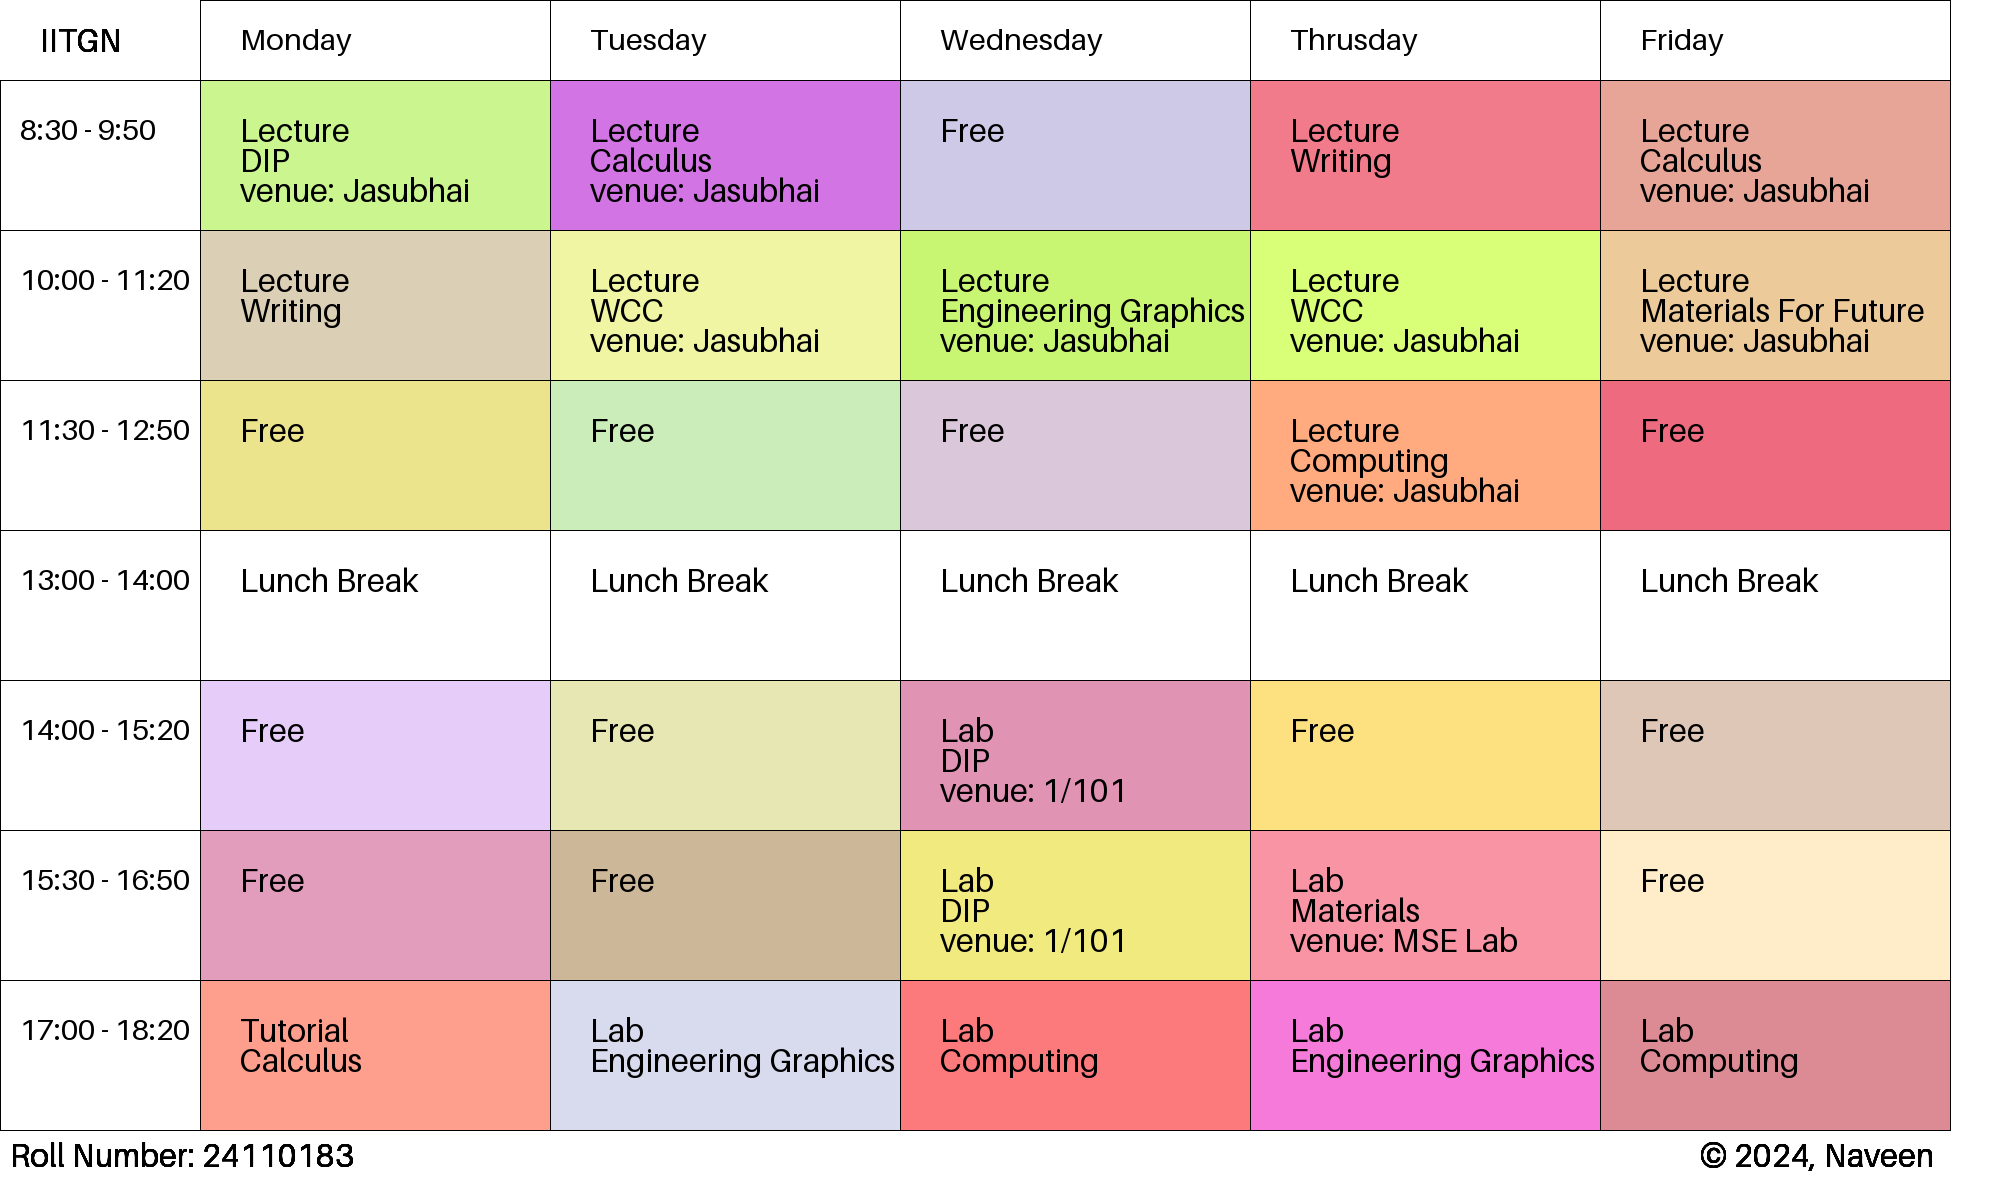 IITGN Monday Tuesday Wednesday Thrusday Friday
8:30 - 9:50
Lecture
DIP
venue: Jasubhai
Lecture
Calculus
venue: Jasubhai
Free
Lecture
Writing
Lecture
Calculus
venue: Jasubhai
10:00 - 11:20
Lecture
Writing
Lecture
WCC
venue: Jasubhai
Lecture
Engineering Graphics
venue: Jasubhai
Lecture
WCC
venue: Jasubhai
Lecture
Materials For Future
venue: Jasubhai
11:30 - 12:50
Free
Free
Free
Lecture
Computing
venue: Jasubhai
Free
13:00 - 14:00
Lunch Break
Lunch Break
Lunch Break
Lunch Break
Lunch Break
14:00 - 15:20
Free
Free
Lab
DIP
venue: 1/101
Free
Free
15:30 - 16:50
Free
Free
Lab
DIP
venue: 1/101
Lab
Materials
venue: MSE Lab
Free
17:00 - 18:20
Tutorial
Calculus
Lab
Engineering Graphics
Lab
Computing
Lab
Engineering Graphics
Lab
Computing
Roll Number: 24110183
© 2024, Naveen